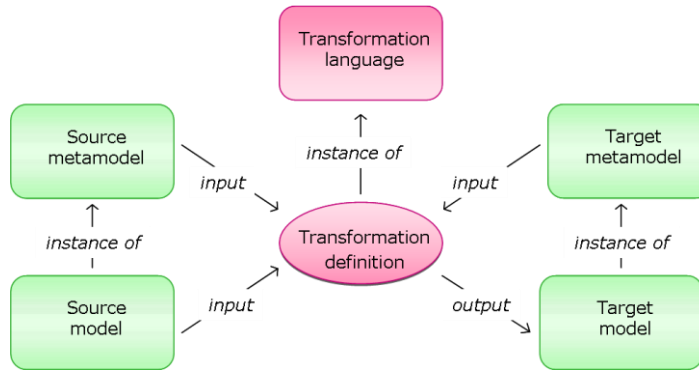 Transformation
language
Source
metamodel
Target
metamodel
instance of
input
input
instance of
instance of
Transformation
definition
Source
model
input
output
Target
model